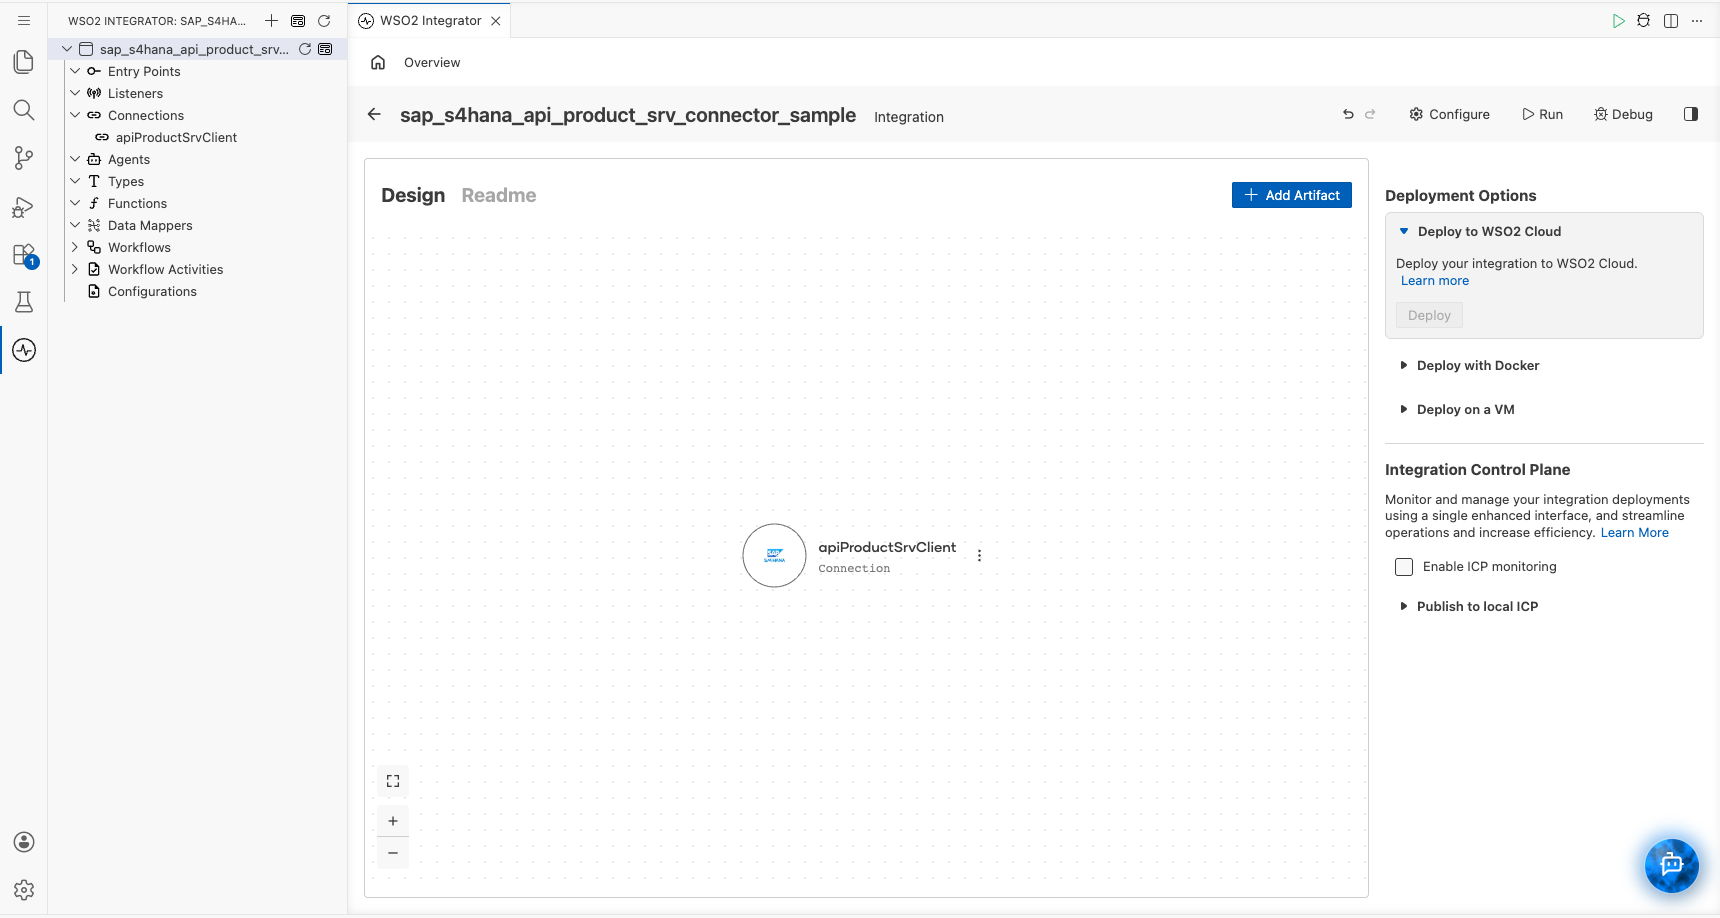 WSO2 INTEGRATOR: SAP_S4HA...
sap_s4hana_api_product_srv...
Entry Points
Listeners
Connections
apiProductSrvClient
Agents
Types
Functions
Data Mappers
Workflows
Workflow Activities
Configurations
1
WSO2 Integrator
Overview
sap_s4hana_api_product_srv_connector_sample Integration
Configure
Run
Debug
Design Readme
Add Artifact
SAP
S/4HANA
apiProductSrvClient
Connection
Deployment Options
Deploy to WSO2 Cloud
Deploy your integration to WSO2 Cloud.
Learn more
Deploy
Deploy with Docker
Deploy on a VM
Integration Control Plane
Monitor and manage your integration deployments
using a single enhanced interface, and streamline
operations and increase efficiency. Learn More
Enable ICP monitoring
Publish to local ICP